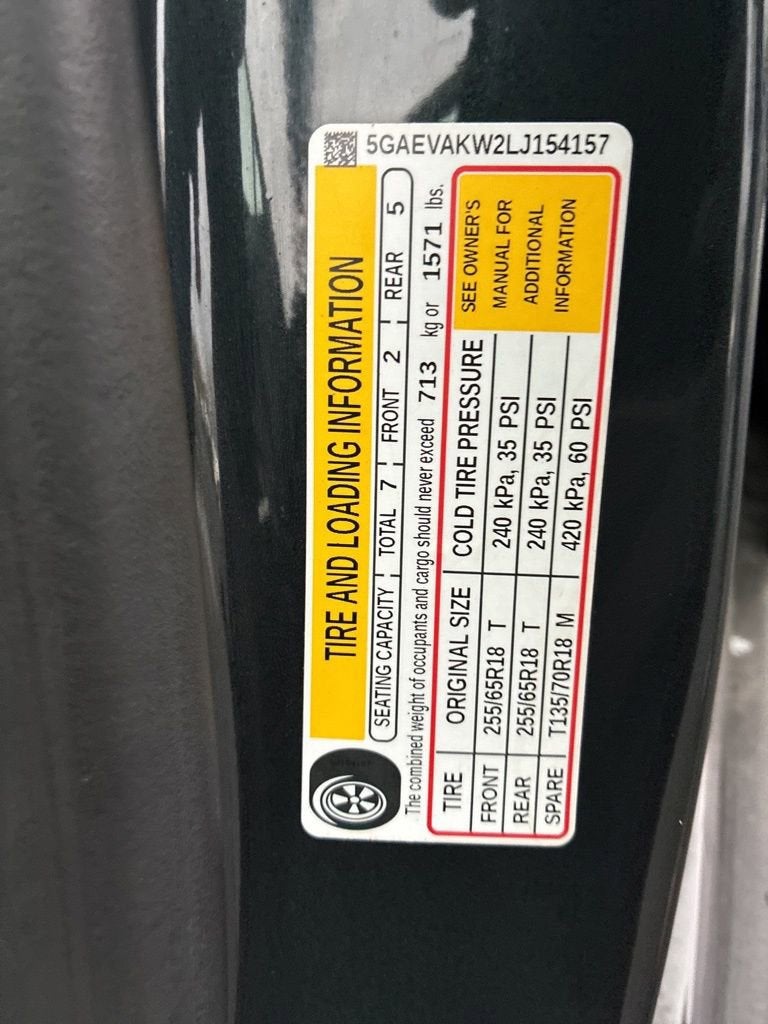 5GAEVAKW2LJ154157
TIRE AND LOADING INFORMATION
SEATING CAPACITY TOTAL 7 FRONT 2 REAR 5
The combined weight of occupants and cargo should never exceed 713 kg or 1571 lbs.
TIRE ORIGINAL SIZE COLD TIRE PRESSURE
FRONT 255/65R18 T 240 kPa, 35 PSI
REAR 255/65R18 T 240 kPa, 35 PSI
SPARE T135/70R18 M 420 kPa, 60 PSI
SEE OWNER'S
MANUAL FOR
ADDITIONAL
INFORMATION